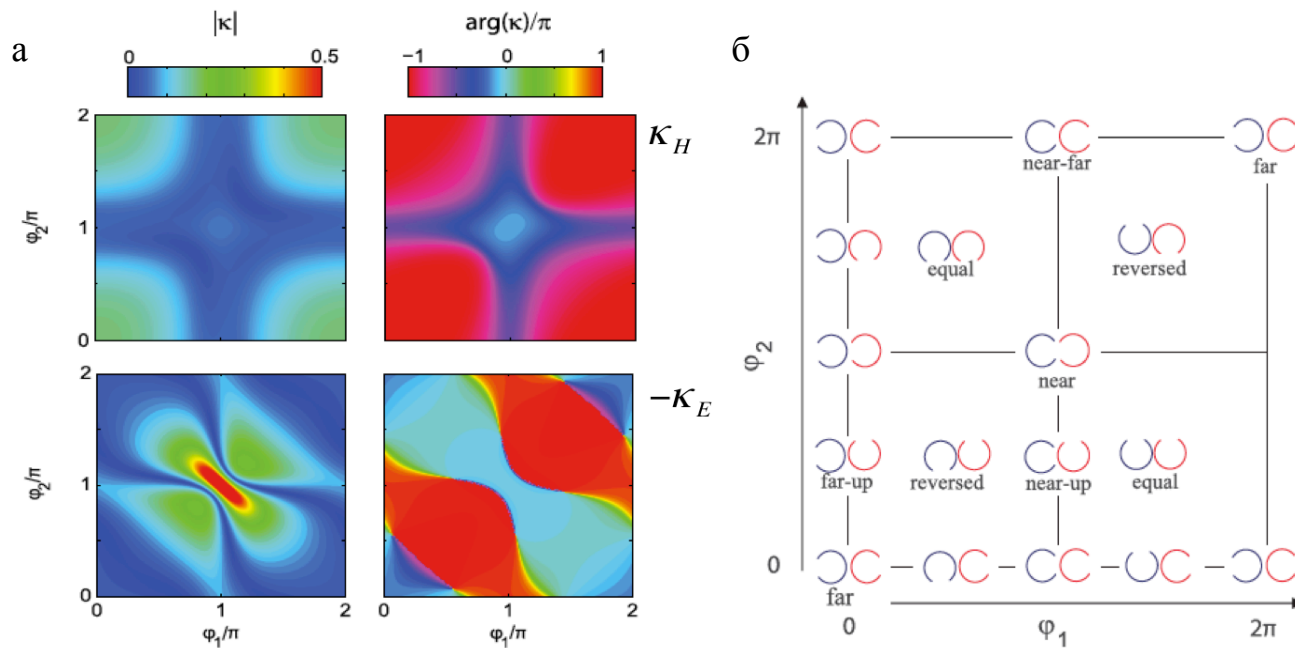 а
|κ|
arg(κ)/π
0
0.5
−1
0
1
2
1
0
φ₂/π
κ_H
2
1
0
φ₂/π
−κ_E
0
1
2
0
1
2
φ₁/π
φ₁/π
б
2π
near-far
far
equal
reversed
φ₂
near
far-up
reversed
near-up
equal
0
far
0
φ₁
2π